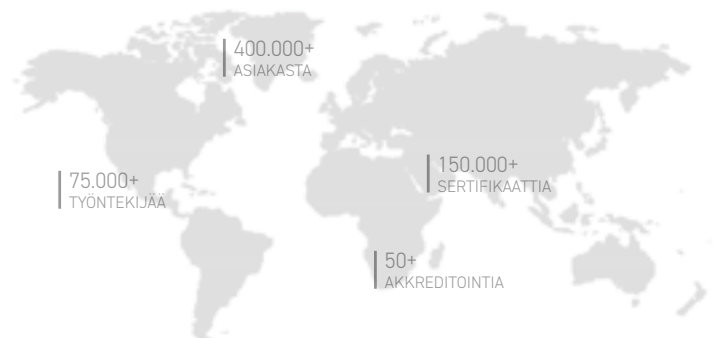 400.000+
ASIAKASTA
150.000+
SERTIFIKAATTIA
75.000+
TYÖNTEKIJÄÄ
50+
AKKREDITOINTIA